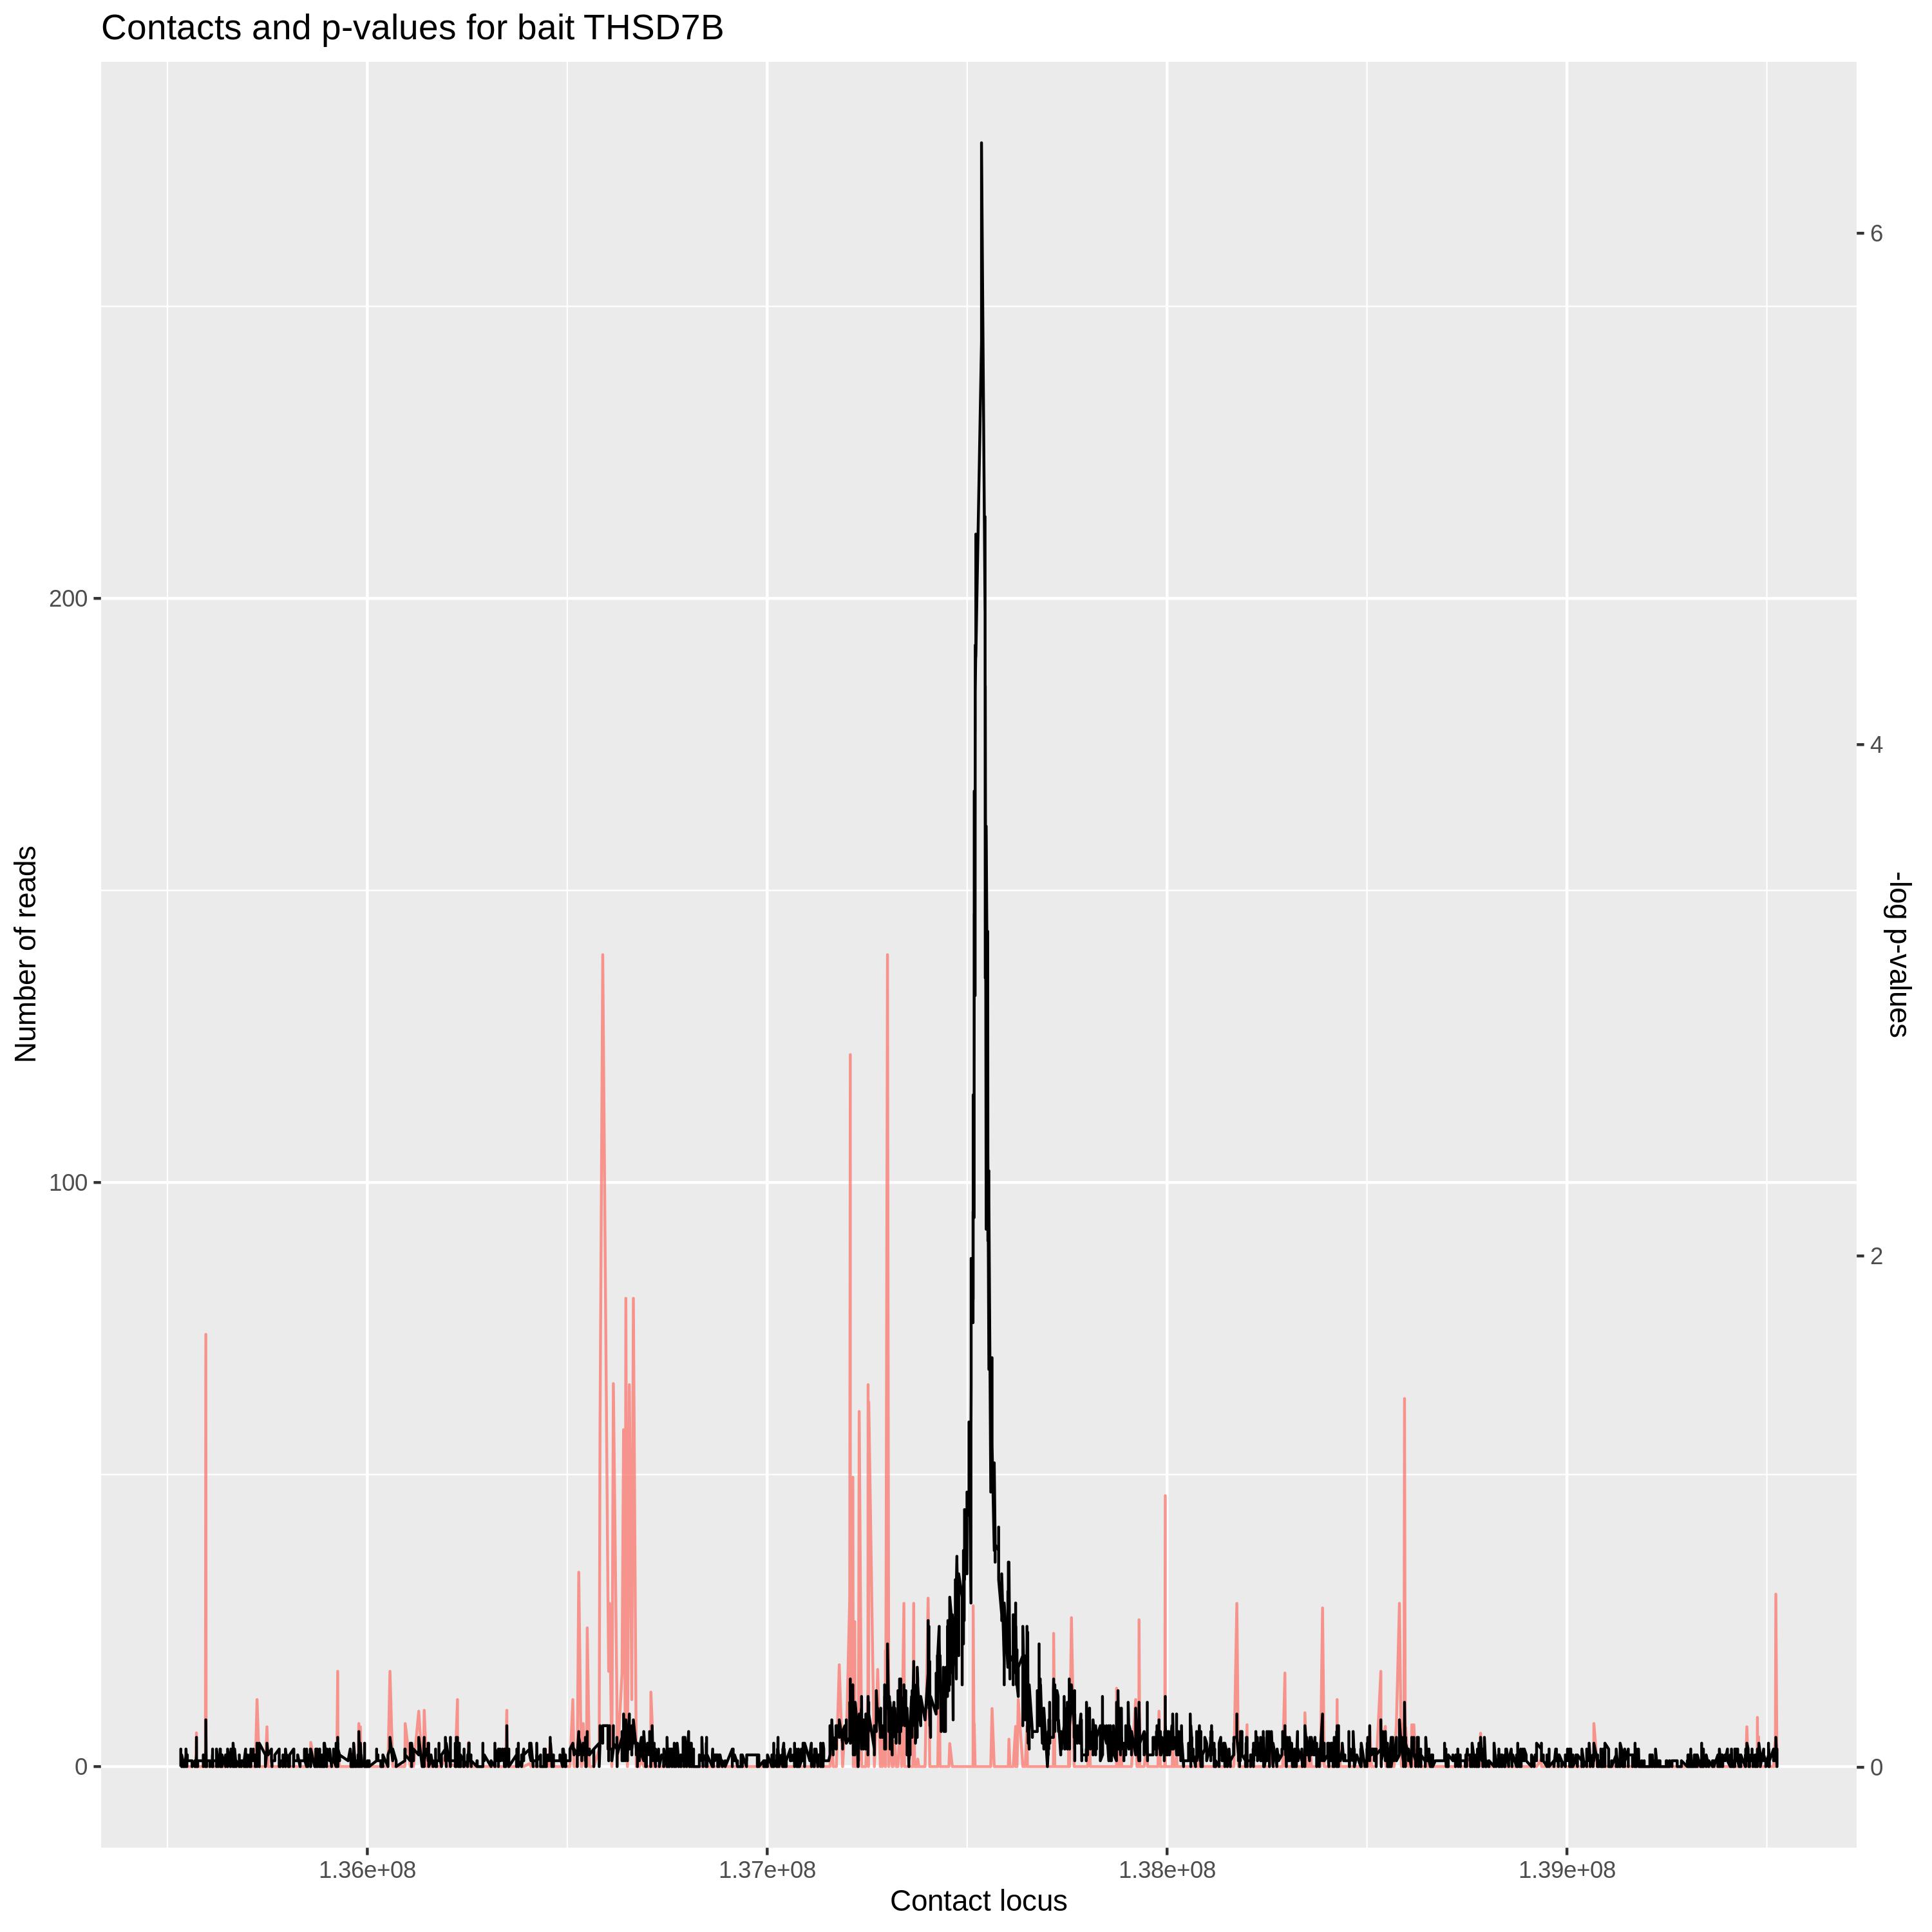 Contacts and p-values for bait THSD7B
Number of reads
200
100
0
6
4
2
0
-log p-values
1.36e+08
1.37e+08
1.38e+08
1.39e+08
Contact locus